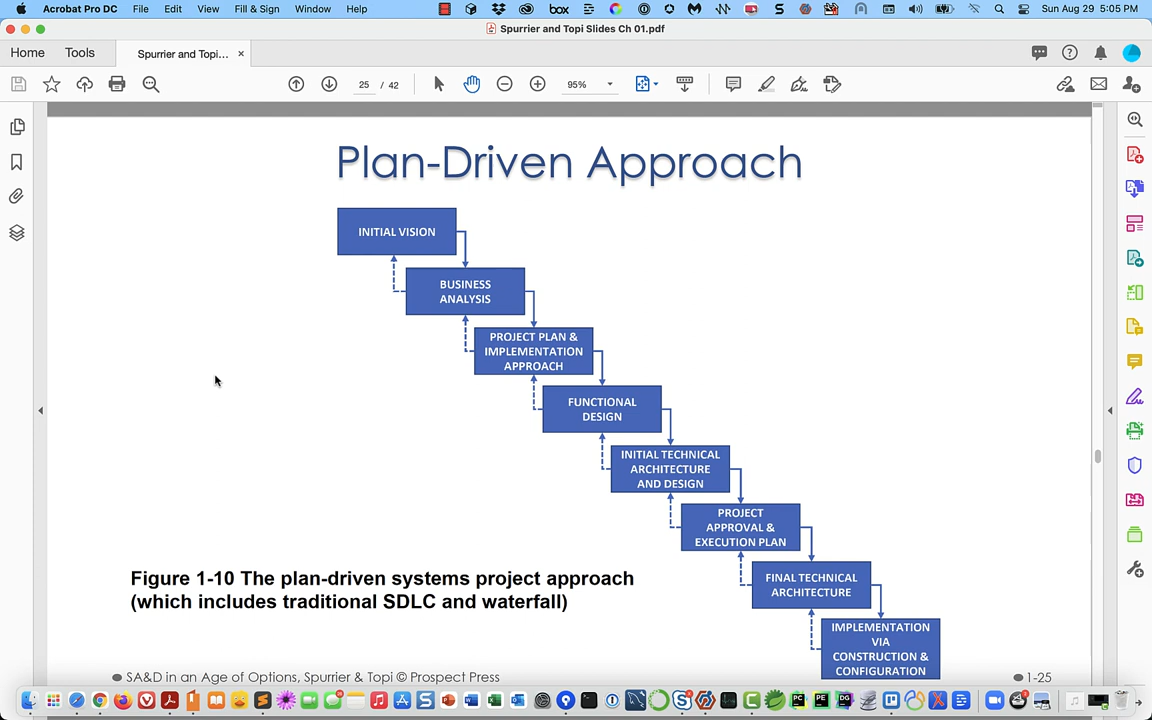 Acrobat Pro DC File Edit View Fill & Sign Window Help box Sun Aug 29 5:05 PM
Spurrier and Topi Slides Ch 01.pdf
Home Tools Spurrier and Topi... ×
25 / 42 95%
Plan-Driven Approach
INITIAL VISION
BUSINESS
ANALYSIS
PROJECT PLAN &
IMPLEMENTATION
APPROACH
FUNCTIONAL
DESIGN
INITIAL TECHNICAL
ARCHITECTURE
AND DESIGN
PROJECT
APPROVAL &
EXECUTION PLAN
FINAL TECHNICAL
ARCHITECTURE
IMPLEMENTATION
VIA
CONSTRUCTION &
CONFIGURATION
Figure 1-10 The plan-driven systems project approach
(which includes traditional SDLC and waterfall)
SA&D in an Age of Options, Spurrier & Topi © Prospect Press
1-25